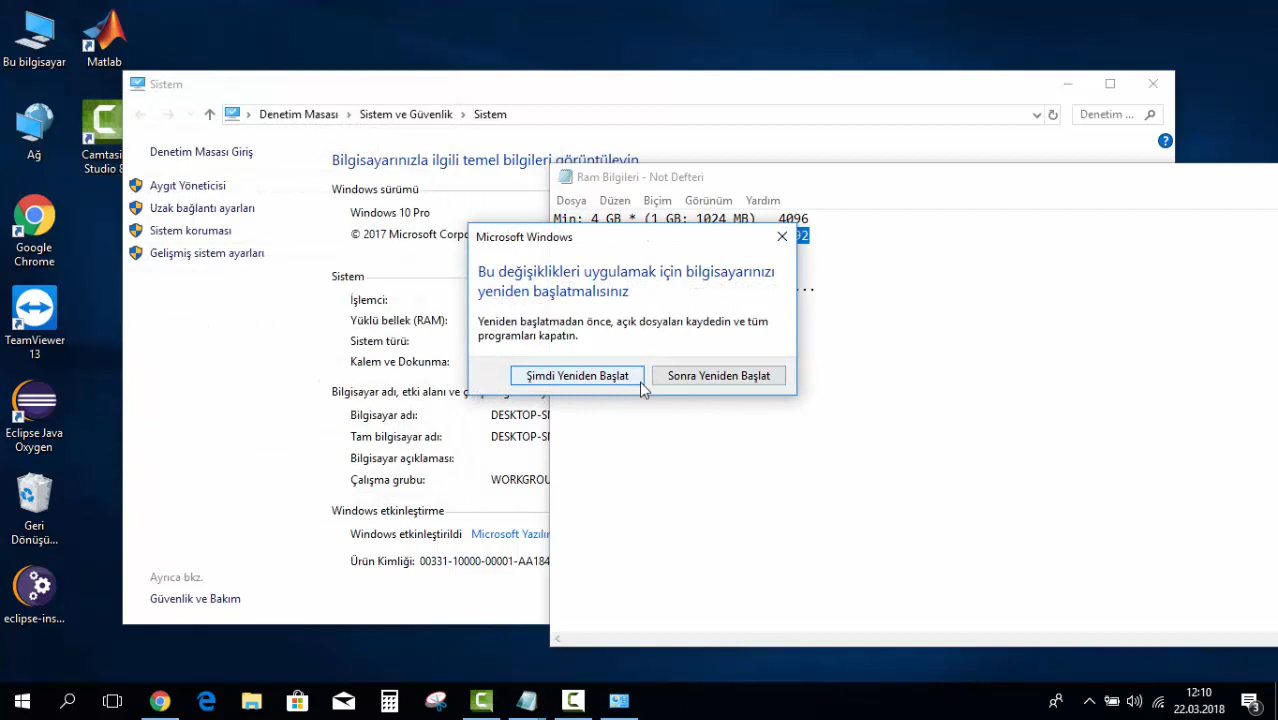 Bu bilgisayar
Matlab
Ağ
Camtasi
Studio 8
Google
Chrome
TeamViewer
13
Eclipse Java
Oxygen
Geri
Dönüşü...
eclipse-ins...
Sistem
Denetim Masası
Sistem ve Güvenlik
Sistem
Denetim ...
Denetim Masası Giriş
Aygıt Yöneticisi
Uzak bağlantı ayarları
Sistem koruması
Gelişmiş sistem ayarları
Ayrıca bkz.
Güvenlik ve Bakım
Bilgisayarınızla ilgili temel bilgileri görüntüleyin
Windows sürümü
Windows 10 Pro
© 2017 Microsoft Corpo
Sistem
İşlemci:
Yüklü bellek (RAM):
Sistem türü:
Kalem ve Dokunma:
Bilgisayar adı, etki alanı ve ç
Bilgisayar adı: DESKTOP-S
Tam bilgisayar adı: DESKTOP-S
Bilgisayar açıklaması:
Çalışma grubu: WORKGROU
Windows etkinleştirme
Windows etkinleştirildi Microsoft Yazılım
Ürün Kimliği: 00331-10000-00001-AA184
Ram Bilgileri - Not Defteri
Dosya Düzen Biçim Görünüm Yardım
Min: 4 GB * (1 GB: 1024 MB) 4096
92
...
Microsoft Windows
Bu değişiklikleri uygulamak için bilgisayarınızı
yeniden başlatmalısınız
Yeniden başlatmadan önce, açık dosyaları kaydedin ve tüm
programları kapatın.
Şimdi Yeniden Başlat
Sonra Yeniden Başlat
12:10
22.03.2018
3